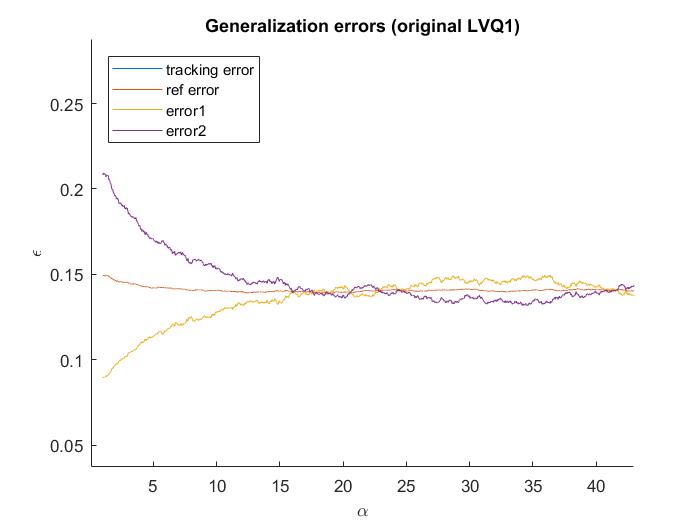 Generalization errors (original LVQ1)
tracking error
ref error
error1
error2
0.25
0.2
0.15
0.1
0.05
ϵ
5 10 15 20 25 30 35 40
α